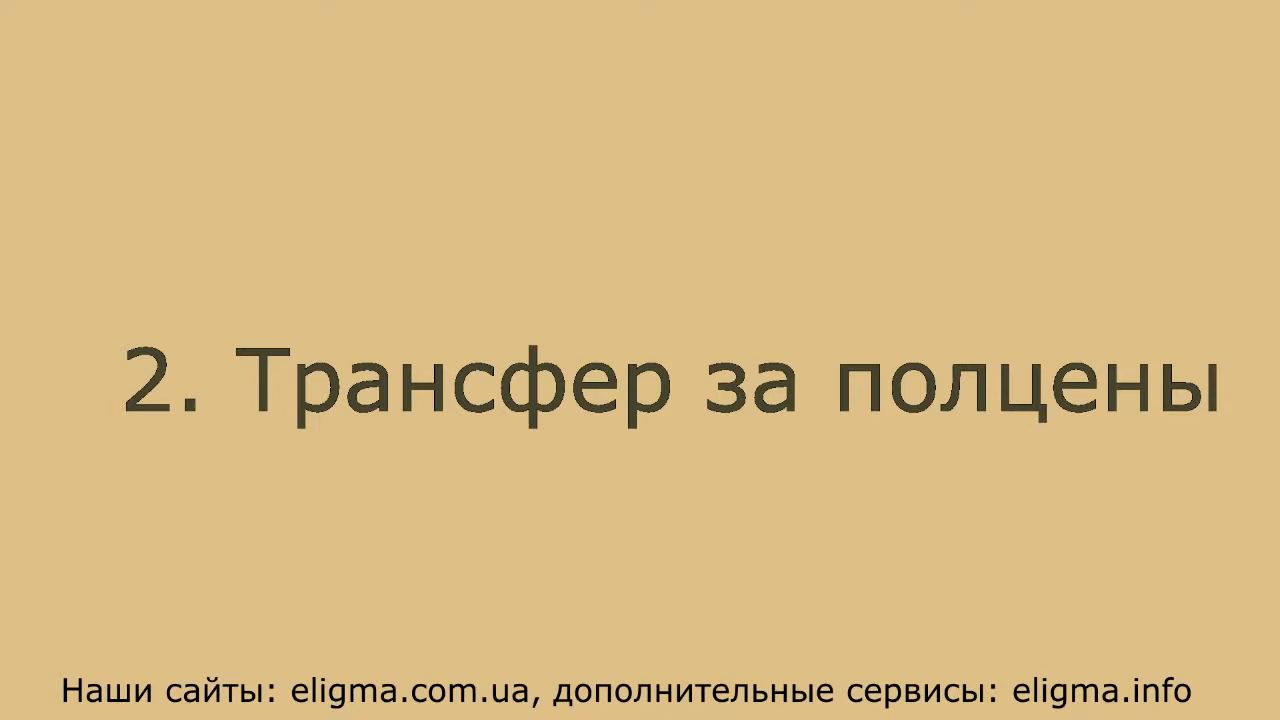 2. Трансфер за полцены
Наши сайты: eligma.com.ua, дополнительные сервисы: eligma.info